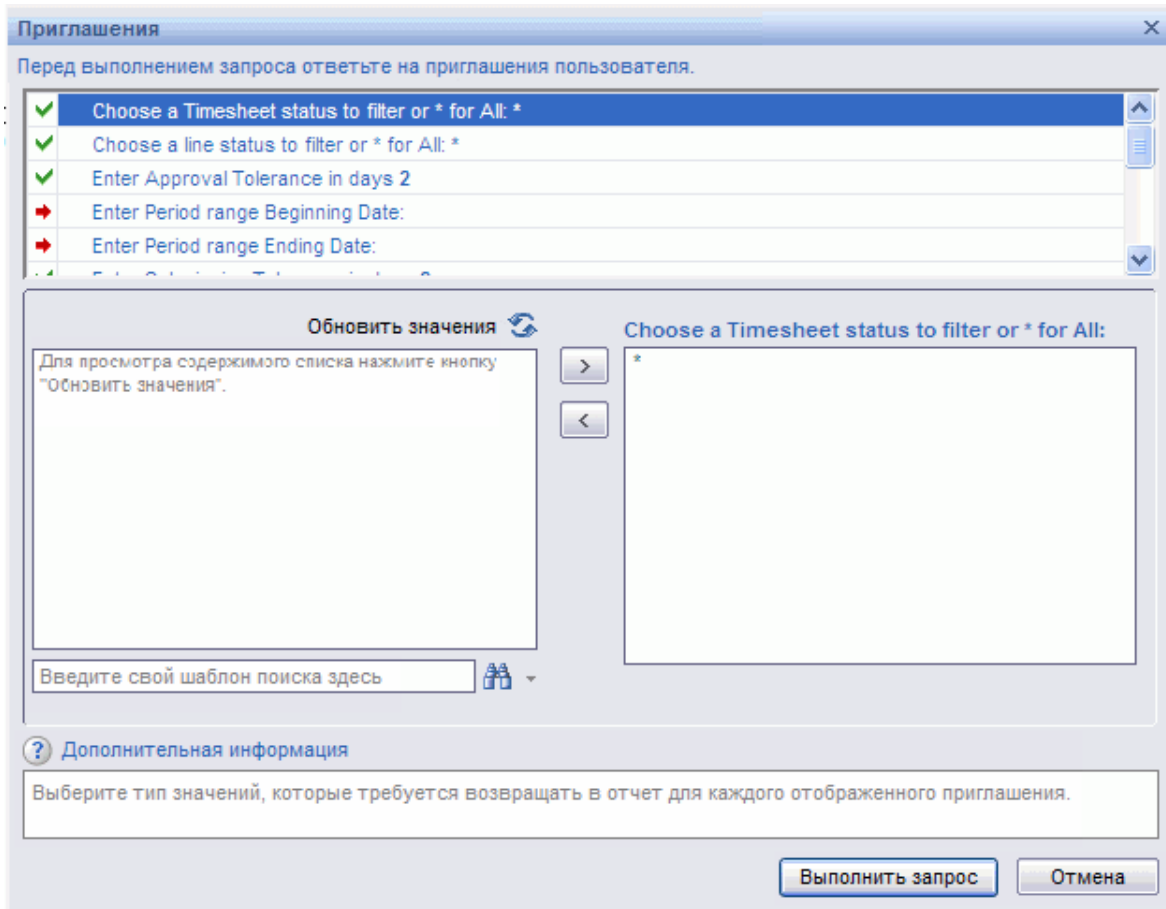 Приглашения
Перед выполнением запроса ответьте на приглашения пользователя.
Choose a Timesheet status to filter or * for All: *
Choose a line status to filter or * for All: *
Enter Approval Tolerance in days 2
Enter Period range Beginning Date:
Enter Period range Ending Date:
Обновить значения
Для просмотра содержимого списка нажмите кнопку
"Обновить значения".
>
<
Choose a Timesheet status to filter or * for All:
*
Введите свой шаблон поиска здесь
? Дополнительная информация
Выберите тип значений, которые требуется возвращать в отчет для каждого отображенного приглашения.
Выполнить запрос
Отмена